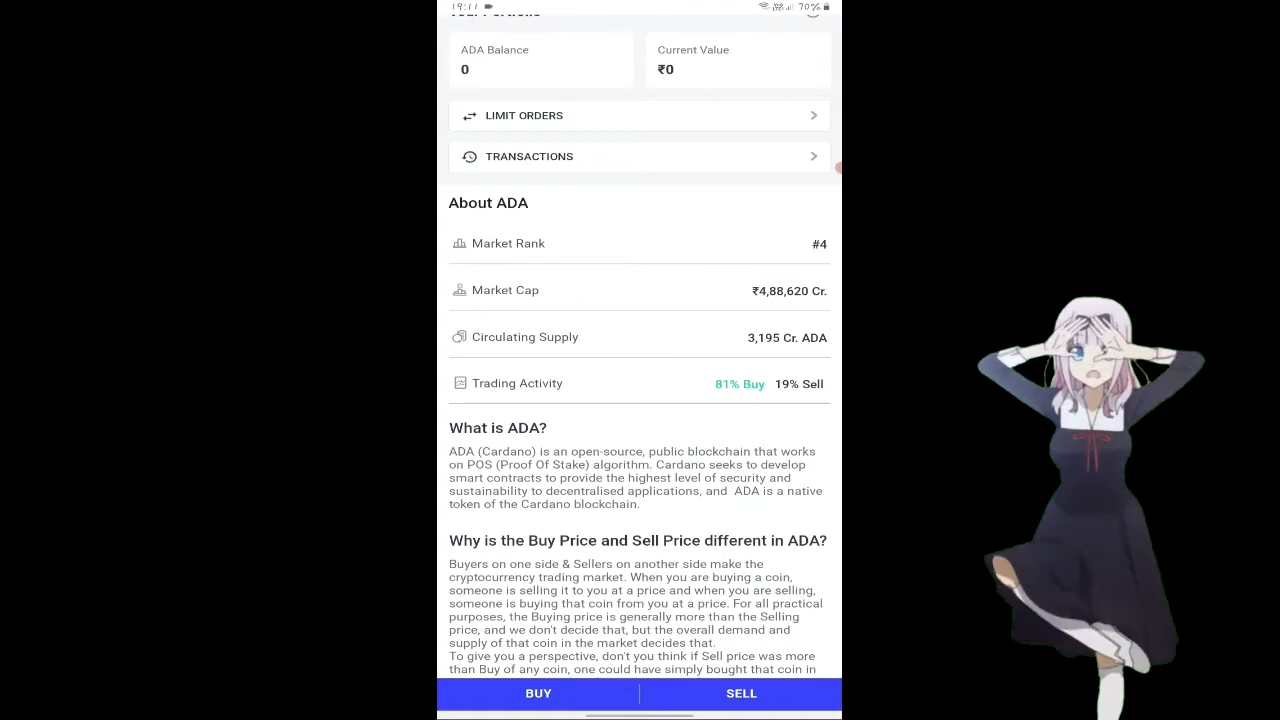 19:11 70%
Your Portfolio
ADA Balance Current Value
0 ₹0
LIMIT ORDERS
TRANSACTIONS
About ADA
Market Rank #4
Market Cap ₹4,88,620 Cr.
Circulating Supply 3,195 Cr. ADA
Trading Activity 81% Buy 19% Sell
What is ADA?
ADA (Cardano) is an open-source, public blockchain that works
on POS (Proof Of Stake) algorithm. Cardano seeks to develop
smart contracts to provide the highest level of security and
sustainability to decentralised applications, and ADA is a native
token of the Cardano blockchain.
Why is the Buy Price and Sell Price different in ADA?
Buyers on one side & Sellers on another side make the
cryptocurrency trading market. When you are buying a coin,
someone is selling it to you at a price and when you are selling,
someone is buying that coin from you at a price. For all practical
purposes, the Buying price is generally more than the Selling
price, and we don't decide that, but the overall demand and
supply of that coin in the market decides that.
To give you a perspective, don't you think if Sell price was more
than Buy of any coin, one could have simply bought that coin in
BUY SELL